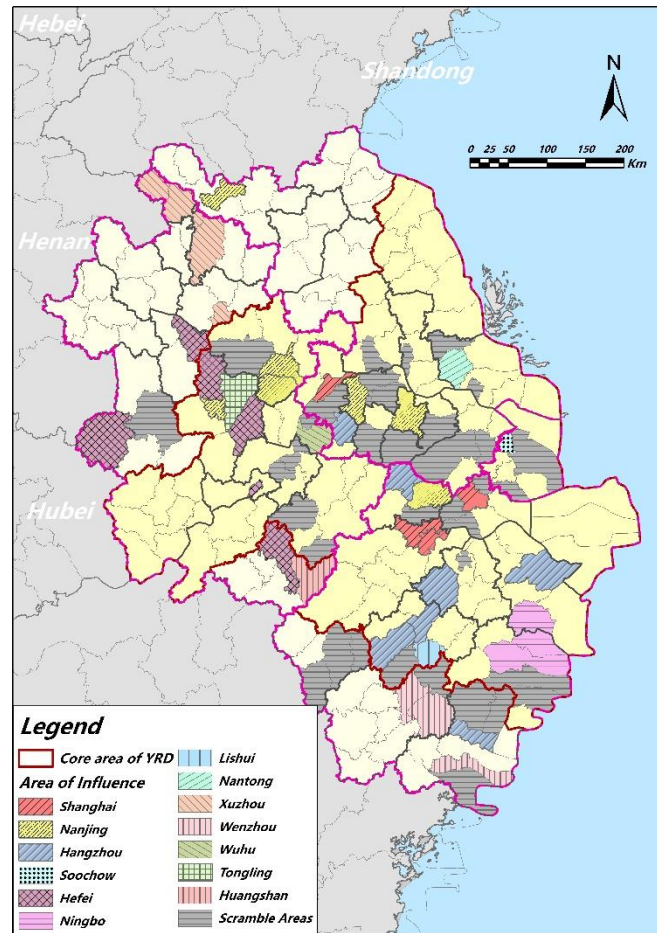 Hebei
Shandong
N
0 25 50 100 150 200
Km
Henan
Hubei
Legend
Core area of YRD
Area of Influence
Shanghai
Nanjing
Hangzhou
Soochow
Hefei
Ningbo
Lishui
Nantong
Xuzhou
Wenzhou
Wuhu
Tongling
Huangshan
Scramble Areas